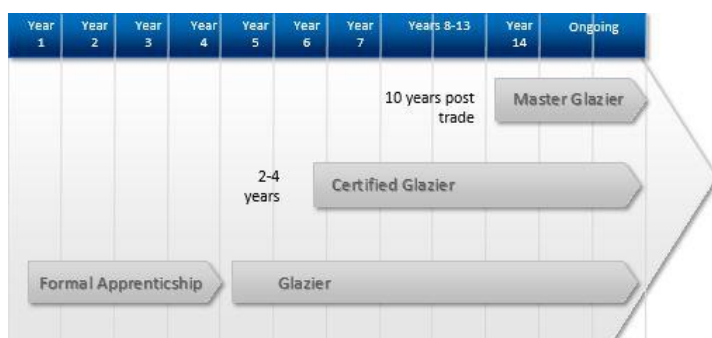 Year Year Year Year Year Year Year Years 8-13 Year Ongoing
1 2 3 4 5 6 7 14
10 years post Master Glazier
trade
2-4
years
Certified Glazier
Formal Apprenticship Glazier